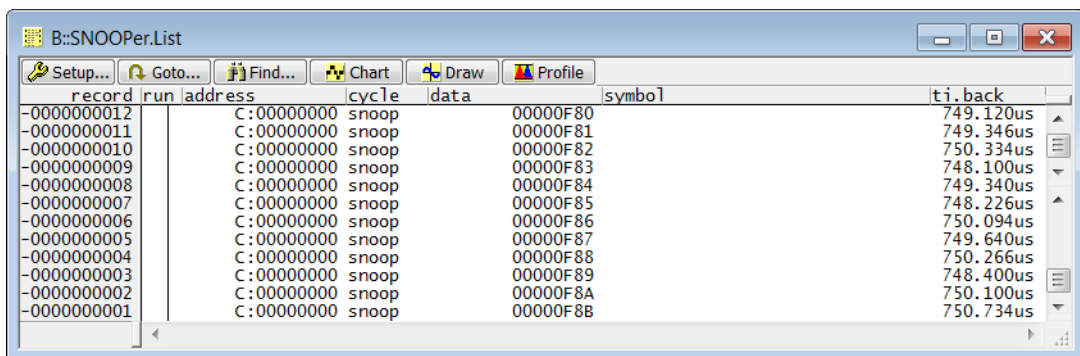 B::SNOOPer.List
Setup... Goto... Find... Chart Draw Profile
record run address cycle data symbol ti.back
-0000000012 C:00000000 snoop 00000F80 749.120us
-0000000011 C:00000000 snoop 00000F81 749.346us
-0000000010 C:00000000 snoop 00000F82 750.334us
-0000000009 C:00000000 snoop 00000F83 748.100us
-0000000008 C:00000000 snoop 00000F84 749.340us
-0000000007 C:00000000 snoop 00000F85 748.226us
-0000000006 C:00000000 snoop 00000F86 750.094us
-0000000005 C:00000000 snoop 00000F87 749.640us
-0000000004 C:00000000 snoop 00000F88 750.266us
-0000000003 C:00000000 snoop 00000F89 748.400us
-0000000002 C:00000000 snoop 00000F8A 750.100us
-0000000001 C:00000000 snoop 00000F8B 750.734us